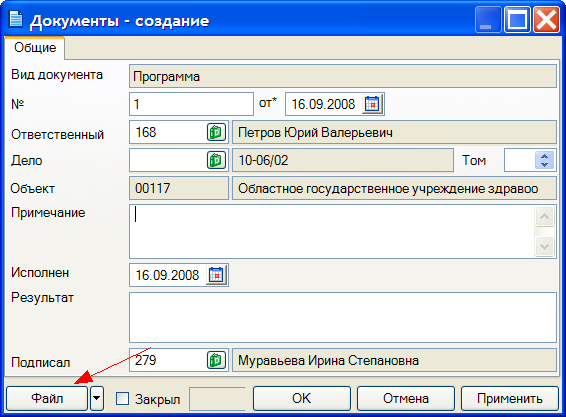 Документы - создание
Общие
Вид документа Программа
№ 1 от* 16.09.2008
Ответственный 168 Петров Юрий Валерьевич
Дело 10-06/02 Том
Объект 00117 Областное государственное учреждение здравоо
Примечание
Исполнен 16.09.2008
Результат
Подписал 279 Муравьева Ирина Степановна
Файл Закрыл OK Отмена Применить